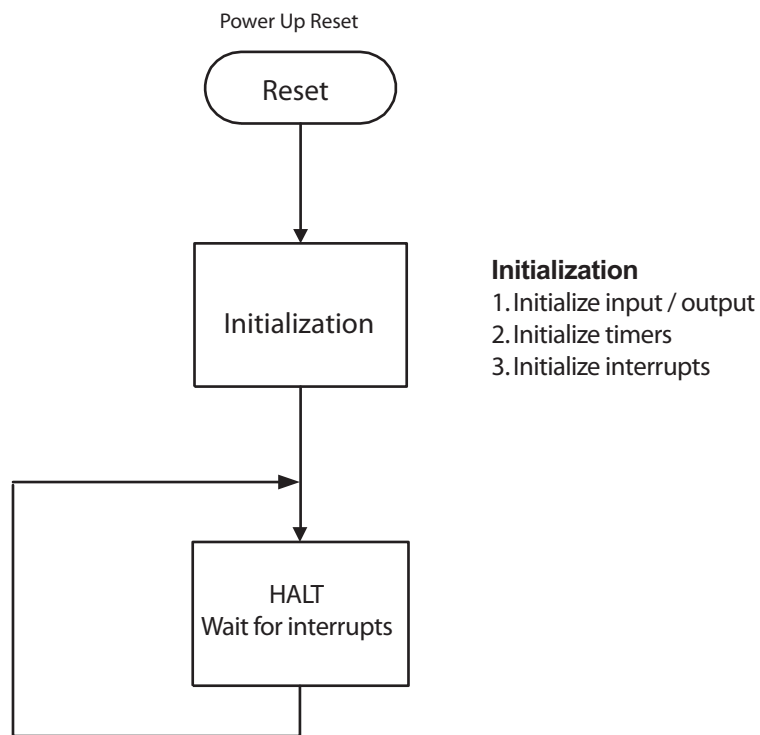 Power Up Reset
Reset
Initialization
Initialization
1. Initialize input / output
2. Initialize timers
3. Initialize interrupts
HALT
Wait for interrupts